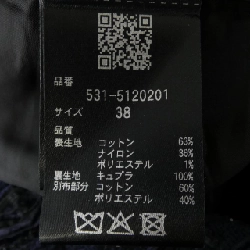 品番
531-5120201
サイズ 38
品質
表生地 コットン 63%
ナイロン 36%
ポリエステル 1%
裏生地 キュプラ 100%
別布部分 コットン 60%
ポリエステル 40%